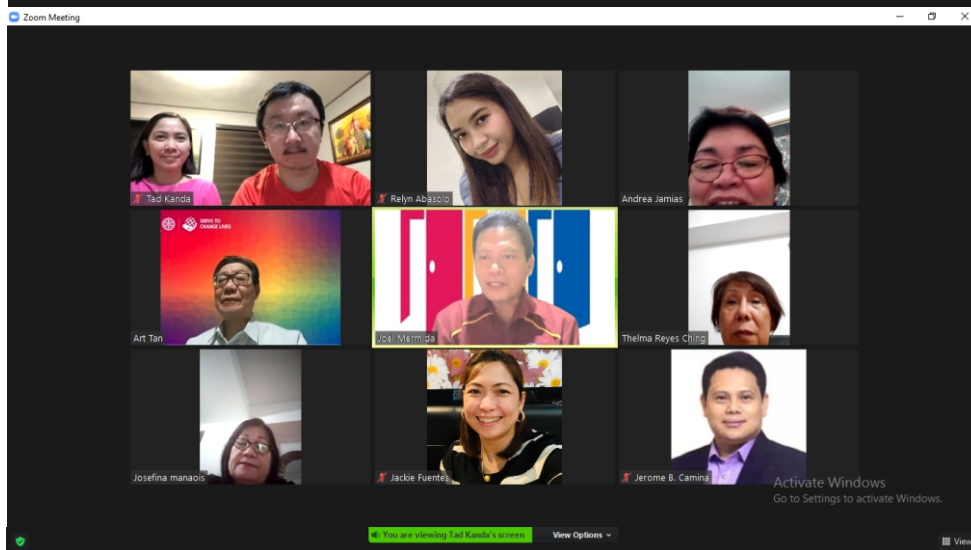 Zoom Meeting
Tad Kanda
Relyn Abasolo
Andrea Jamias
SERVE TO
CHANGE LIVES
Art Tan
Joel Mermida
Thelma Reyes Ching
Josefina manaois
Jackie Fuentes
Jerome B. Camina
Activate Windows
Go to Settings to activate Windows.
You are viewing Tad Kanda's screen
View Options
View